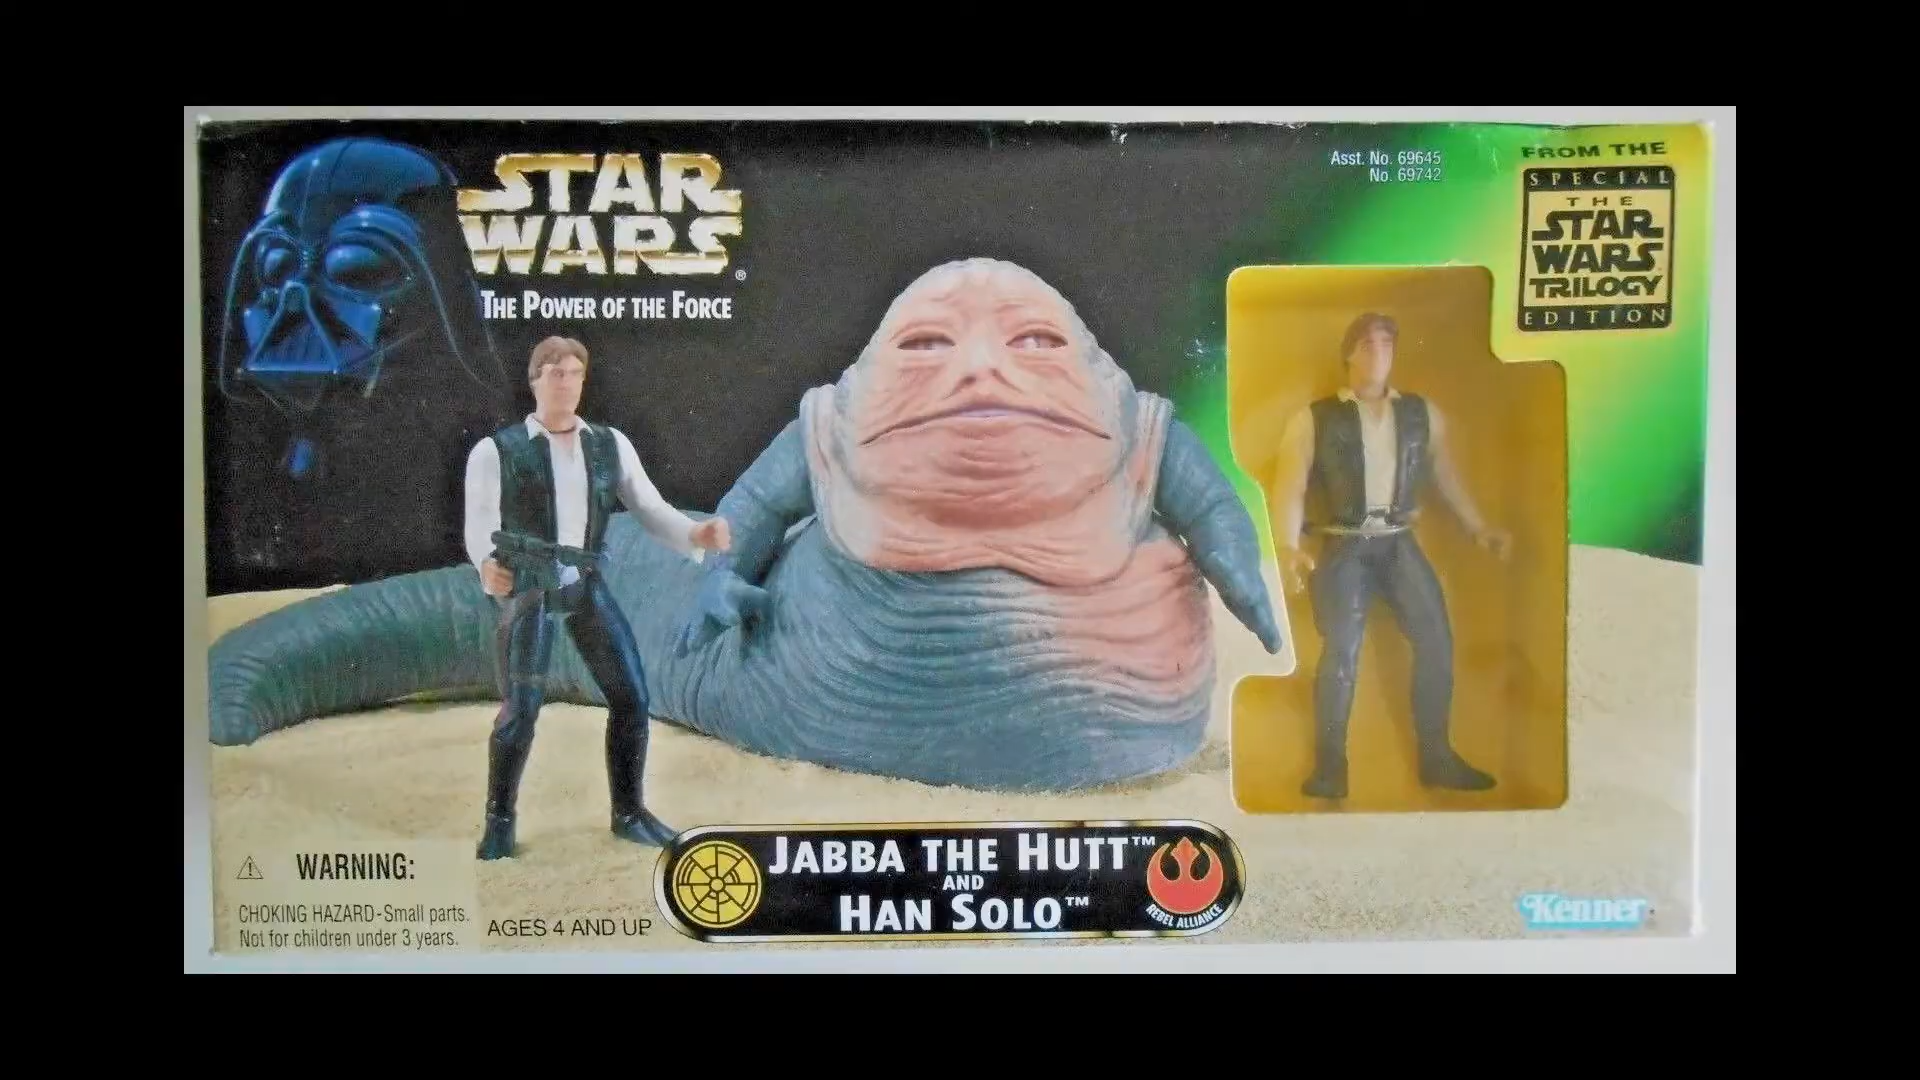 STAR
WARS®
THE POWER OF THE FORCE
Asst. No. 69645
No. 69742
FROM THE
SPECIAL
THE
STAR
WARS
TRILOGY
EDITION
JABBA THE HUTT™
AND
HAN SOLO™
REBEL ALLIANCE
⚠ WARNING:
CHOKING HAZARD-Small parts.
Not for children under 3 years.
AGES 4 AND UP
Kenner